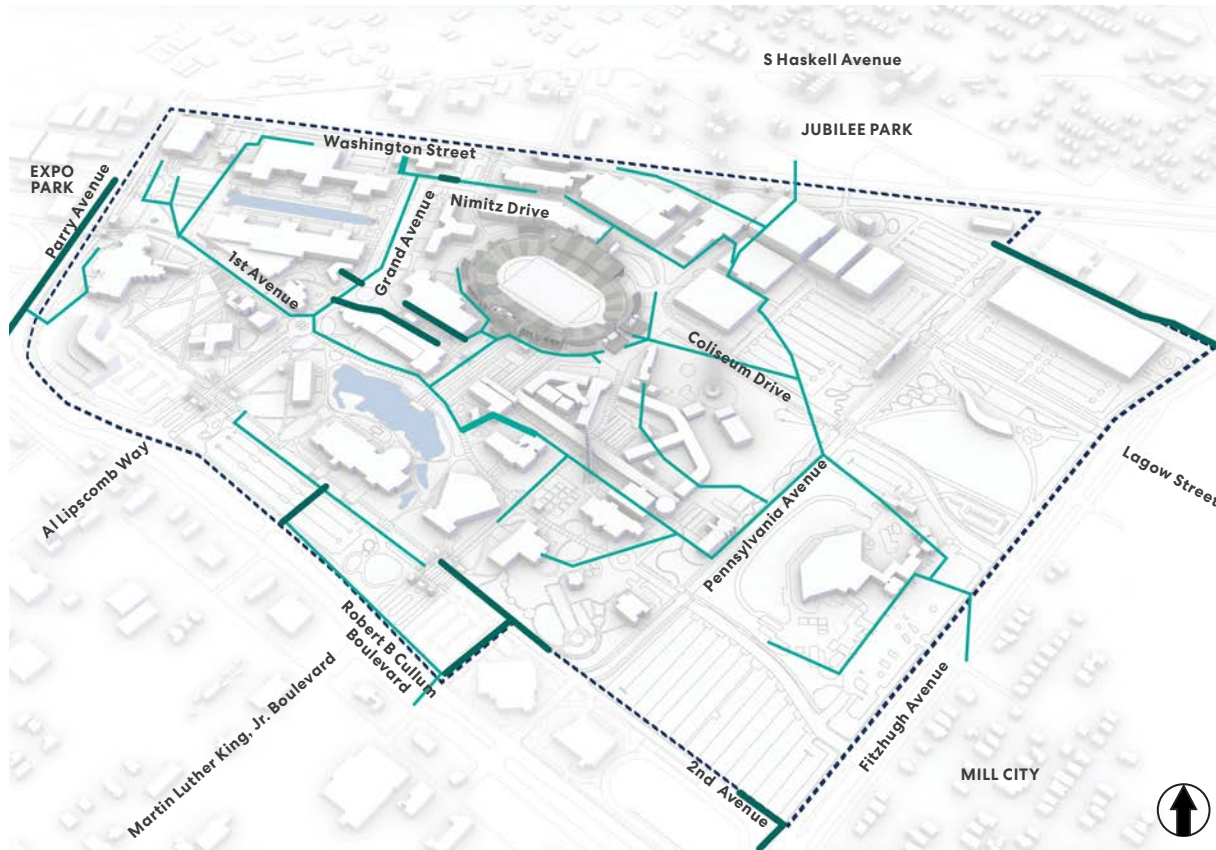 S Haskell Avenue
JUBILEE PARK
Washington Street
EXPO
PARK
Parry Avenue
Nimitz Drive
Grand Avenue
1st Avenue
Coliseum Drive
Al Lipscomb Way
Lagow Street
Pennsylvania Avenue
Robert B Cullum
Boulevard
Martin Luther King, Jr. Boulevard
Fitzhugh Avenue
2nd Avenue
MILL CITY